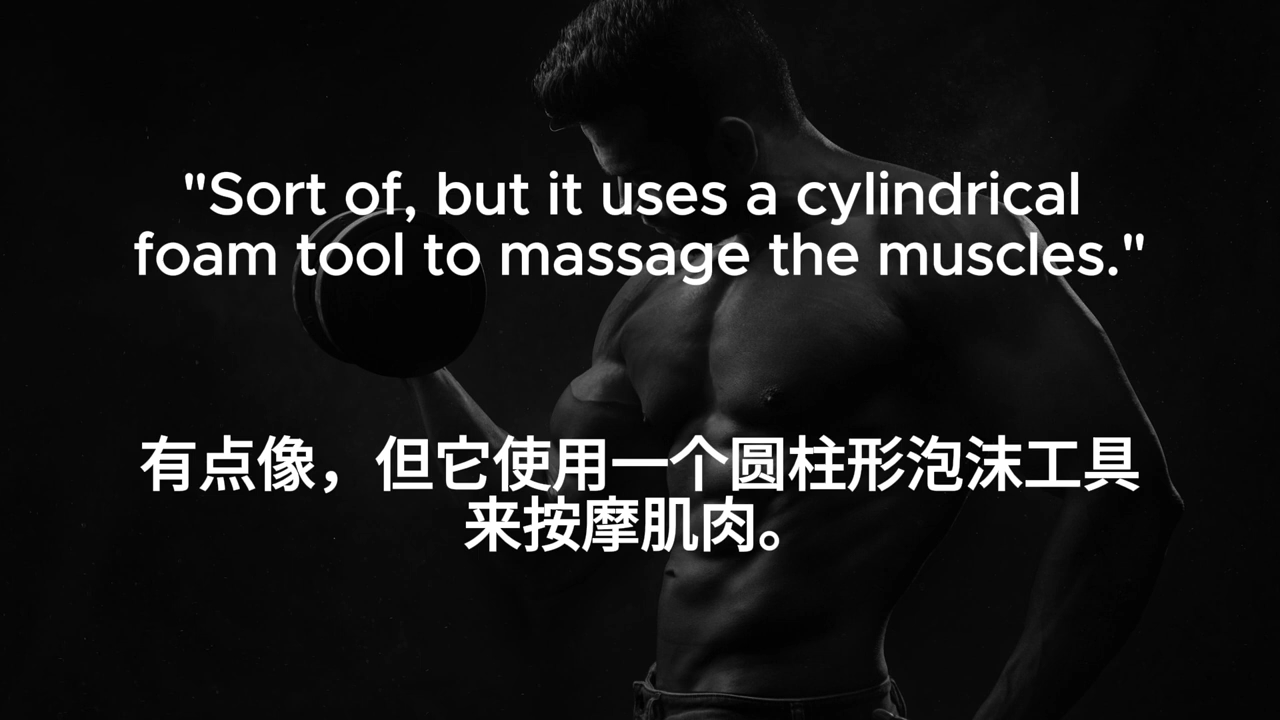 "Sort of, but it uses a cylindrical
foam tool to massage the muscles."
有点像，但它使用一个圆柱形泡沫工具
来按摩肌肉。